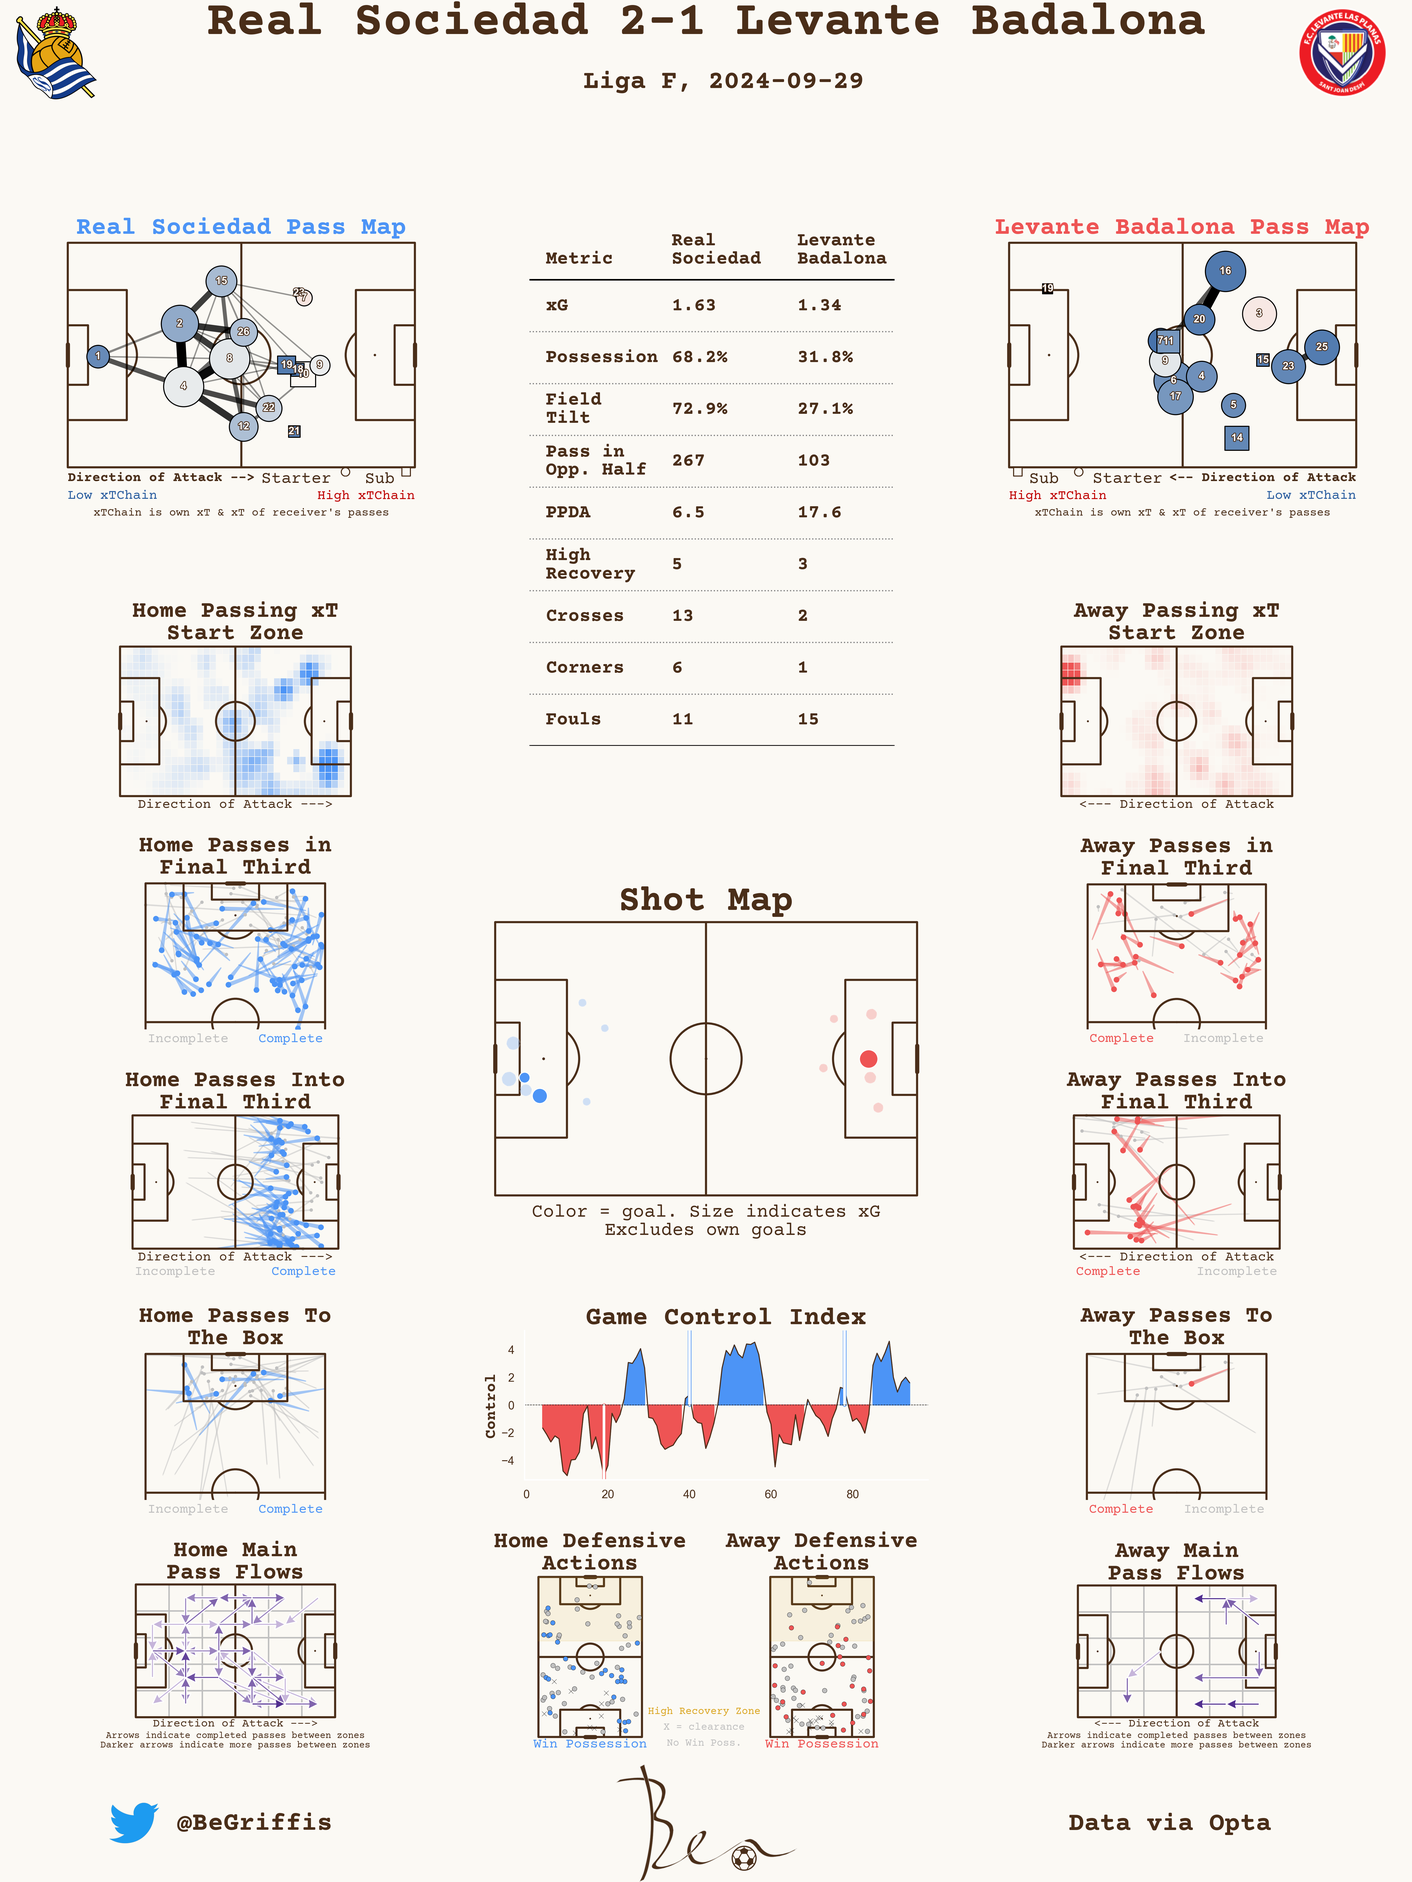 Real Sociedad 2-1 Levante Badalona
Liga F, 2024-09-29
F.C. LEVANTE LAS PLANAS
SANT JOAN DESPI
Real Sociedad Pass Map
1
2
15
26
8
4
12
22
19
18
10
9
7
21
Direction of Attack --> Starter Sub
Low xTChain High xTChain
xTChain is own xT & xT of receiver's passes
Metric Real Sociedad Levante Badalona
xG 1.63 1.34
Possession 68.2% 31.8%
Field Tilt 72.9% 27.1%
Pass in Opp. Half 267 103
PPDA 6.5 17.6
High Recovery 5 3
Crosses 13 2
Corners 6 1
Fouls 11 15
Levante Badalona Pass Map
19
16
3
20
7
11
9
6
4
17
15
23
25
5
14
Sub Starter <-- Direction of Attack
High xTChain Low xTChain
xTChain is own xT & xT of receiver's passes
Home Passing xT
Start Zone
Direction of Attack --->
Away Passing xT
Start Zone
<--- Direction of Attack
Home Passes in
Final Third
Incomplete Complete
Away Passes in
Final Third
Complete Incomplete
Shot Map
Color = goal. Size indicates xG
Excludes own goals
Home Passes Into
Final Third
Direction of Attack --->
Incomplete Complete
Away Passes Into
Final Third
<--- Direction of Attack
Complete Incomplete
Home Passes To
The Box
Incomplete Complete
Game Control Index
Control
4
2
0
−2
−4
0 20 40 60 80
Away Passes To
The Box
Complete Incomplete
Home Main
Pass Flows
Direction of Attack --->
Arrows indicate completed passes between zones
Darker arrows indicate more passes between zones
Home Defensive
Actions
Win Possession
High Recovery Zone
X = clearance
No Win Poss.
Away Defensive
Actions
Win Possession
Away Main
Pass Flows
<--- Direction of Attack
Arrows indicate completed passes between zones
Darker arrows indicate more passes between zones
@BeGriffis
Ben
Data via Opta